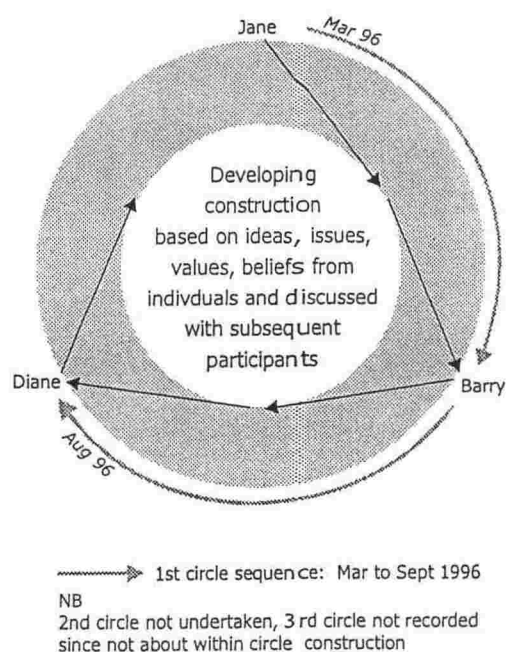 Jane
Mar 96
Developing
construction
based on ideas, issues,
values, beliefs from
indivduals and discussed
with subsequent
participants
Diane
Barry
Aug 96
1st circle sequence: Mar to Sept 1996
NB
2nd circle not undertaken, 3 rd circle not recorded
since not about within circle construction